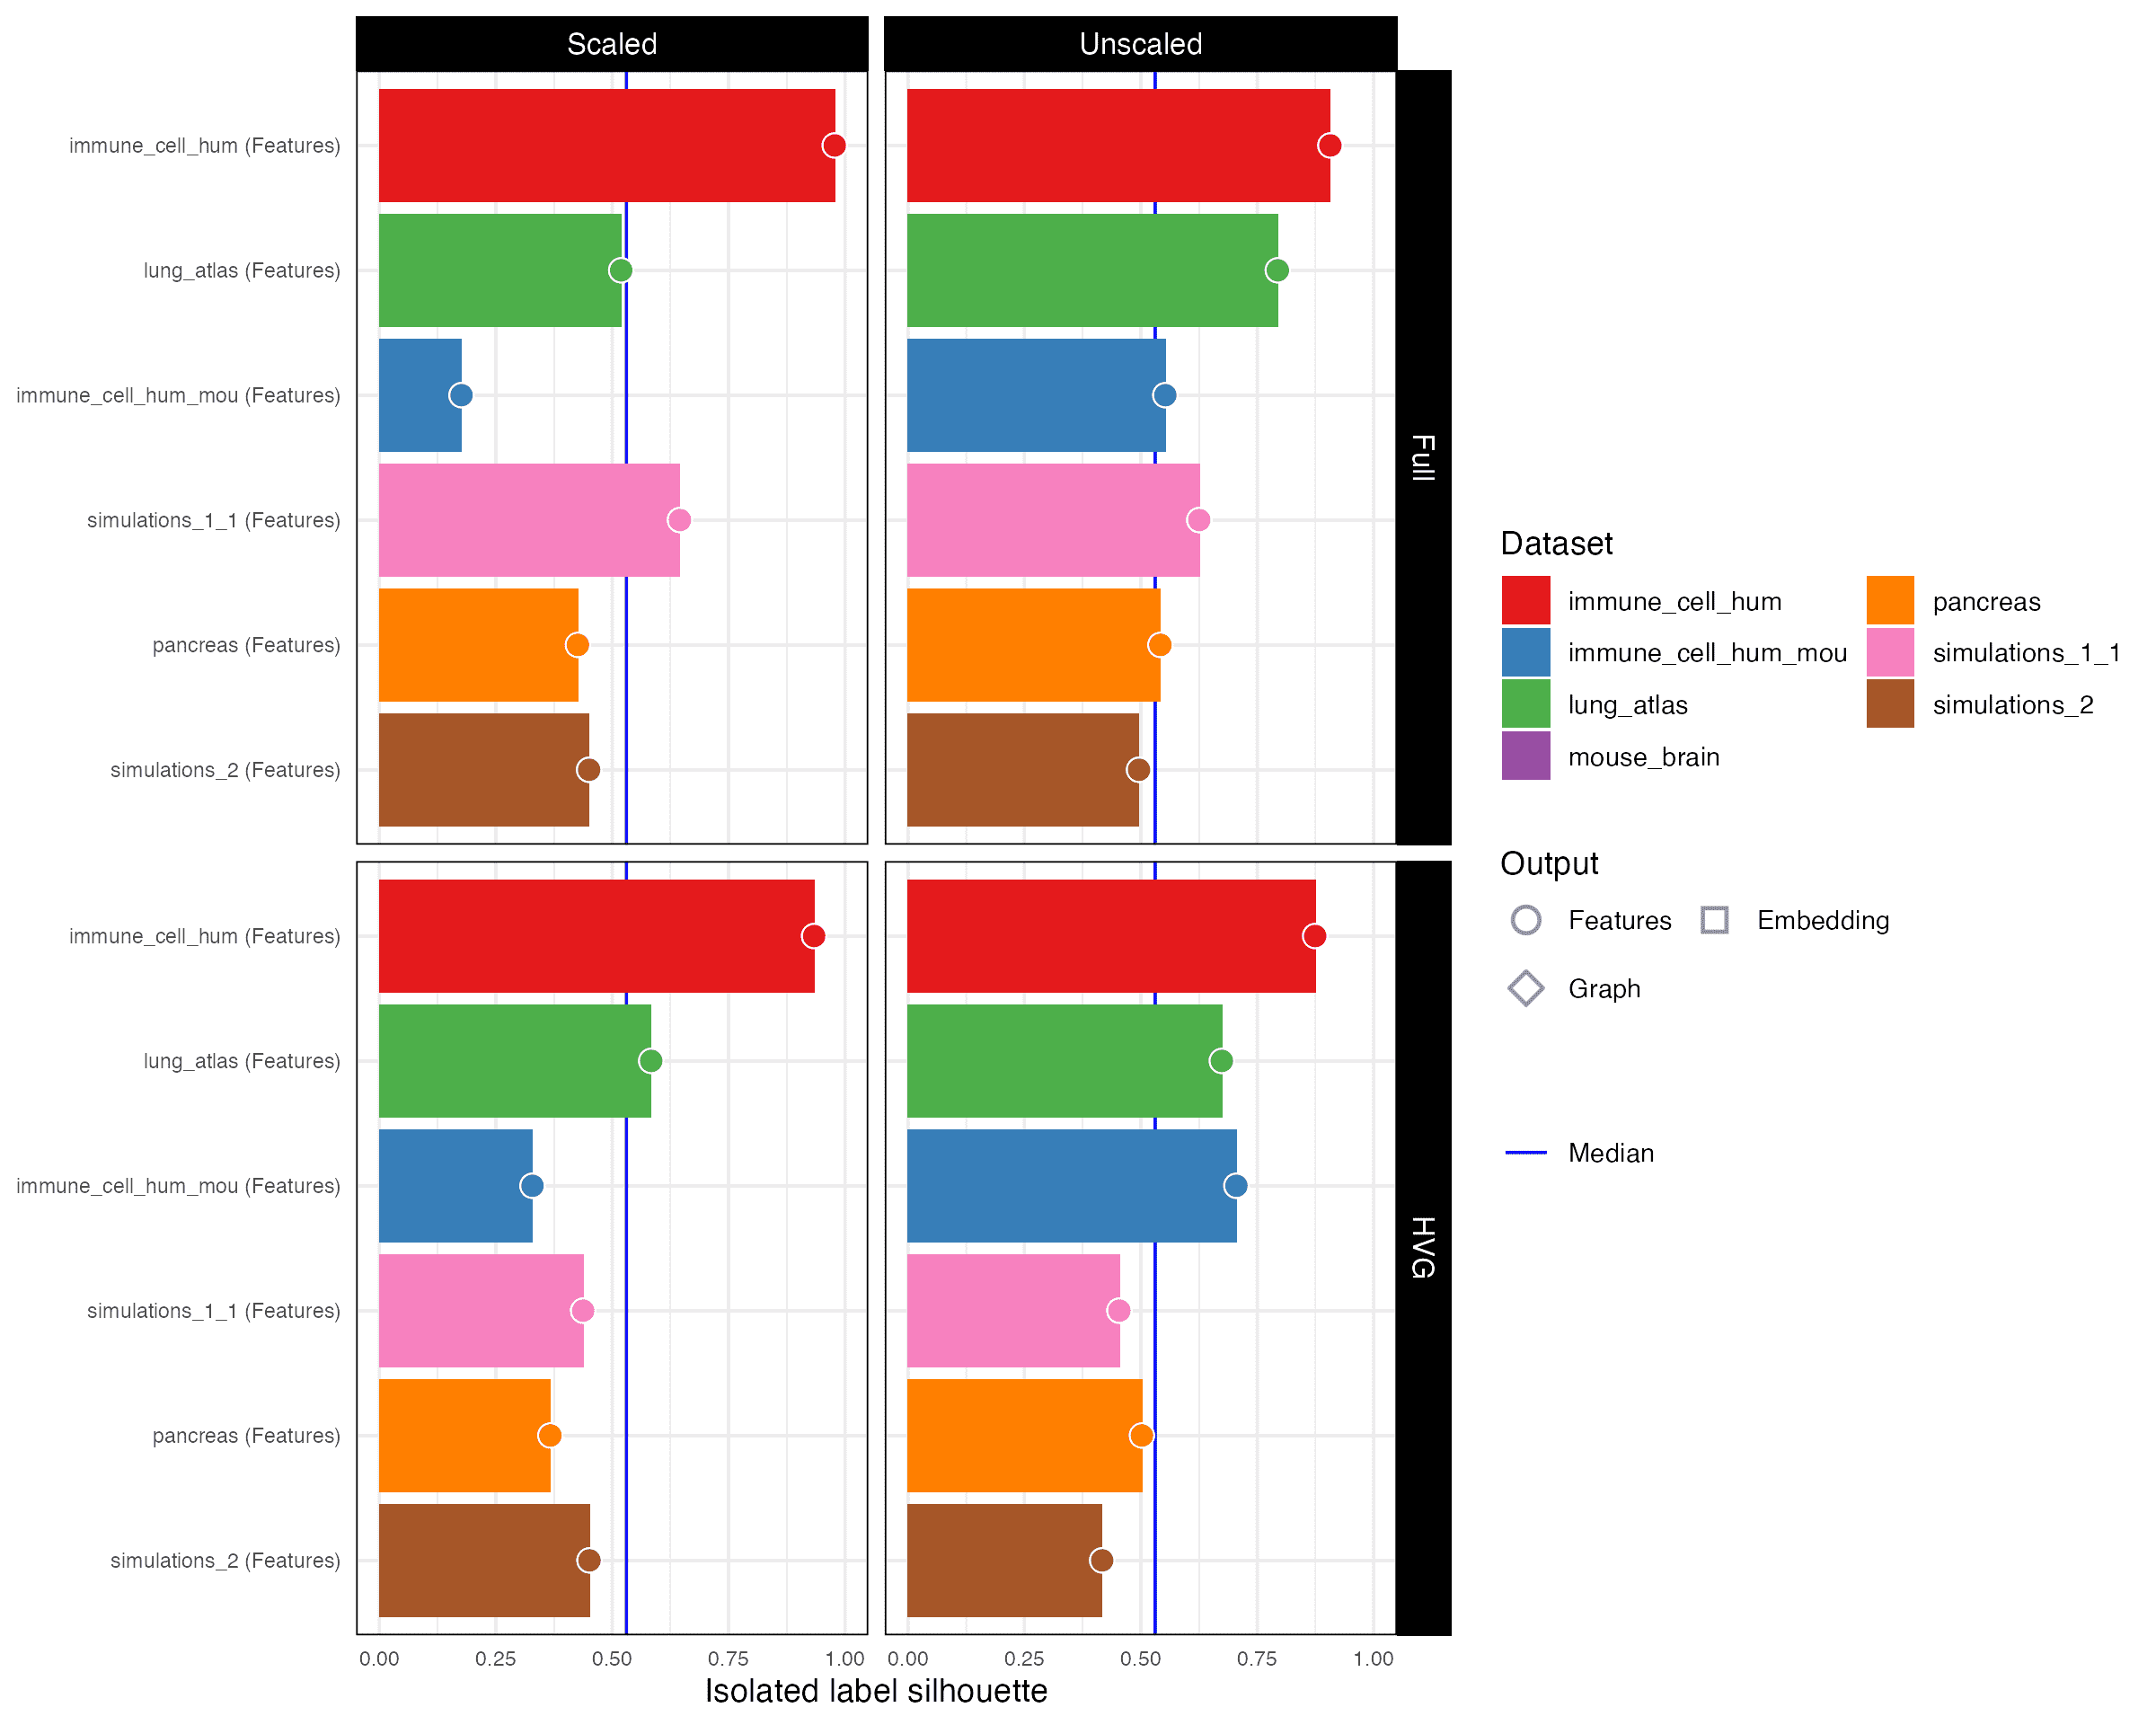 Scaled
Unscaled
immune_cell_hum (Features)
lung_atlas (Features)
immune_cell_hum_mou (Features)
simulations_1_1 (Features)
pancreas (Features)
simulations_2 (Features)
Full
immune_cell_hum (Features)
lung_atlas (Features)
immune_cell_hum_mou (Features)
simulations_1_1 (Features)
pancreas (Features)
simulations_2 (Features)
HVG
0.00 0.25 0.50 0.75 1.00
0.00 0.25 0.50 0.75 1.00
Isolated label silhouette
Dataset
immune_cell_hum
immune_cell_hum_mou
lung_atlas
mouse_brain
pancreas
simulations_1_1
simulations_2
Output
Features
Embedding
Graph
Median